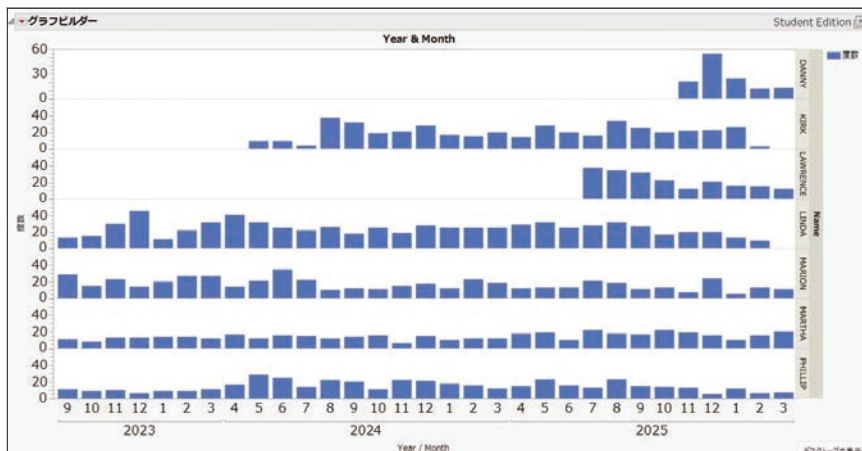 グラフビルダー
Student Edition
Year & Month
度数
60
30
0
DANNY
40
20
0
KIRK
40
20
0
LAWRENCE
40
20
0
LINDA
40
20
0
MARION
40
20
0
MARTHA
40
20
0
PHILLIP
度数
Name
9 10 11 12 1 2 3 4 5 6 7 8 9 10 11 12 1 2 3 4 5 6 7 8 9 10 11 12 1 2 3
2023 2024 2025
Year / Month